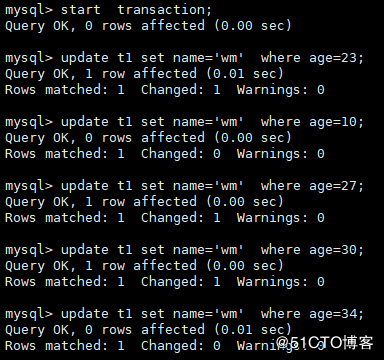 mysql> start  transaction;
Query OK, 0 rows affected (0.00 sec)
mysql> update t1 set name='wm'  where age=23;
Query OK, 1 row affected (0.01 sec)
Rows matched: 1  Changed: 1  Warnings: 0
mysql> update t1 set name='wm'  where age=10;
Query OK, 0 rows affected (0.00 sec)
Rows matched: 1  Changed: 0  Warnings: 0
mysql> update t1 set name='wm'  where age=27;
Query OK, 1 row affected (0.00 sec)
Rows matched: 1  Changed: 1  Warnings: 0
mysql> update t1 set name='wm'  where age=30;
Query OK, 1 row affected (0.00 sec)
Rows matched: 1  Changed: 1  Warnings: 0
mysql> update t1 set name='wm'  where age=34;
Query OK, 0 rows affected (0.01 sec)
Rows matched: 1  Changed: 0  Warnings: 0
@51CTO博客